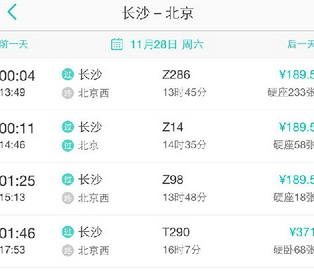 长沙 – 北京
前一天 11月28日 周六 后一天
00:04 过 长沙 Z286 ¥189.5
13:49 终 北京西 13时45分 硬座233张
00:11 过 长沙 Z14 ¥189.5
14:46 过 北京 14时35分 硬座58张
01:25 过 长沙 Z98 ¥189.5
15:13 终 北京西 13时48分 硬座18张
01:46 过 长沙 T290 ¥371
17:53 终 北京西 16时7分 硬卧68张